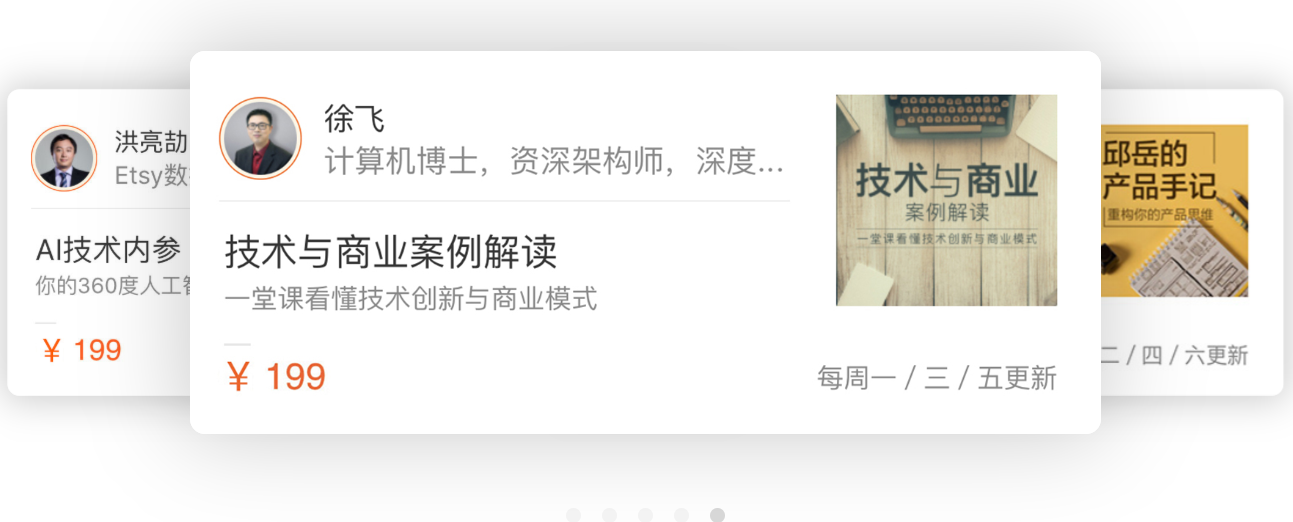 洪亮劼
Etsy数
AI技术内参
你的360度人工智
¥ 199
徐飞
计算机博士，资深架构师，深度...
技术与商业案例解读
一堂课看懂技术创新与商业模式
¥ 199
每周一 / 三 / 五更新
技术与商业
案例解读
一堂课看懂技术创新与商业模式
邱岳的
产品手记
重构你的产品思维
二 / 四 / 六更新